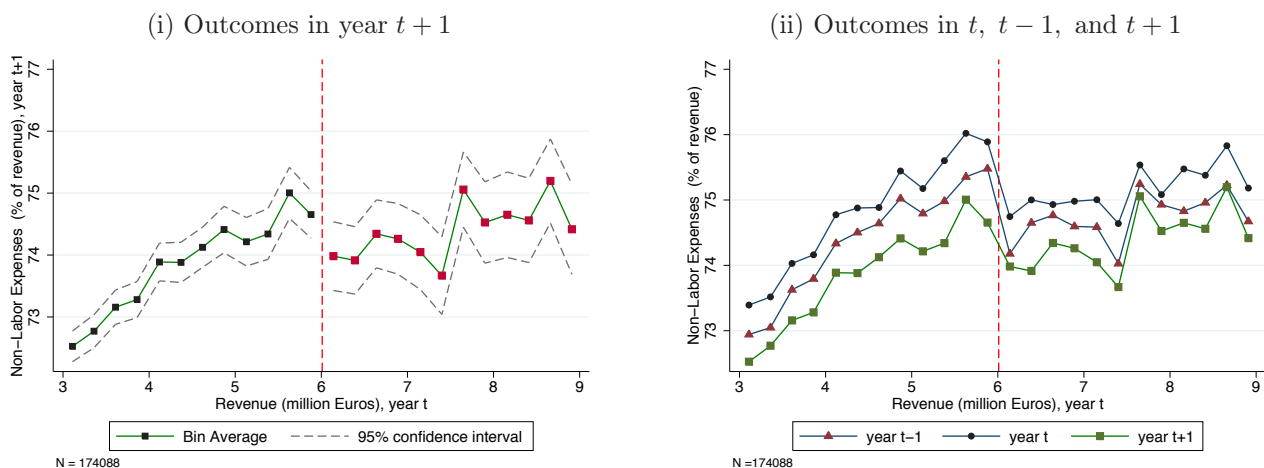 (i) Outcomes in year t + 1
Non-Labor Expenses (% of revenue), year t+1
77
76
75
74
73
3 4 5 6 7 8 9
Revenue (million Euros), year t
Bin Average 95% confidence interval
N = 174088
(ii) Outcomes in t, t − 1, and t + 1
Non-Labor Expenses (% of revenue)
77
76
75
74
73
3 4 5 6 7 8 9
Revenue (million Euros), year t
year t−1 year t year t+1
N =174088